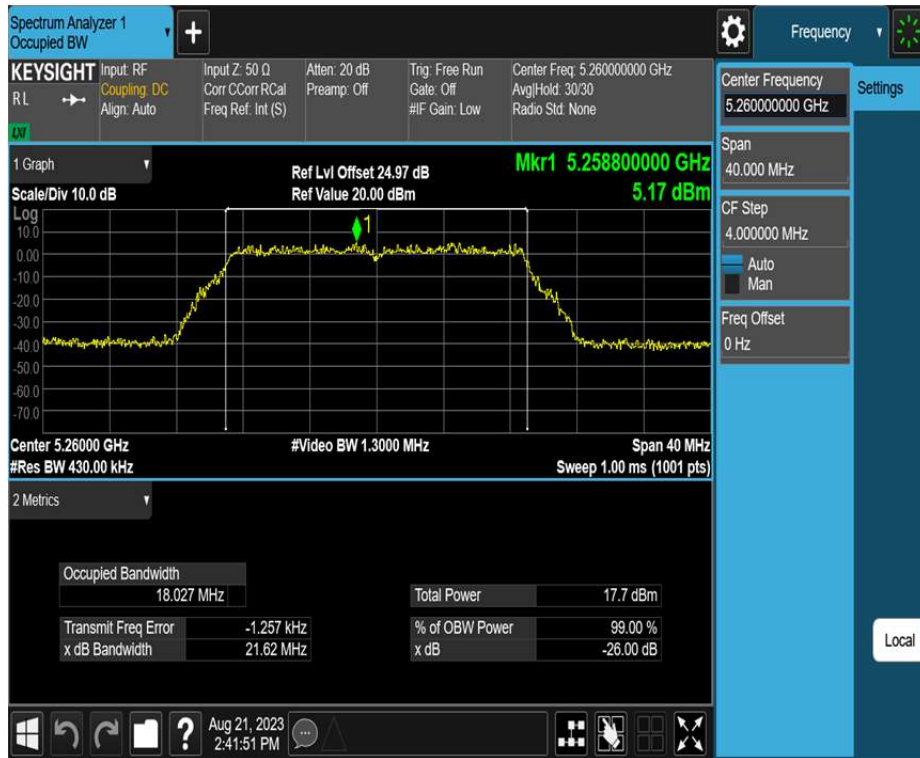 Spectrum Analyzer 1
Occupied BW
+
Frequency
KEYSIGHT
R L
LXI
Input: RF
Coupling: DC
Align: Auto
Input Z: 50 Ω
Corr CCorr RCal
Freq Ref: Int (S)
Atten: 20 dB
Preamp: Off
Trig: Free Run
Gate: Off
#IF Gain: Low
Center Freq: 5.260000000 GHz
Avg|Hold: 30/30
Radio Std: None
Center Frequency
5.260000000 GHz
Settings
Span
40.000 MHz
CF Step
4.000000 MHz
Auto
Man
Freq Offset
0 Hz
1 Graph
Scale/Div 10.0 dB
Ref Lvl Offset 24.97 dB
Ref Value 20.00 dBm
Mkr1 5.258800000 GHz
5.17 dBm
Log
10.0
0.00
-10.0
-20.0
-30.0
-40.0
-50.0
-60.0
-70.0
1
Center 5.26000 GHz
#Video BW 1.3000 MHz
Span 40 MHz
#Res BW 430.00 kHz
Sweep 1.00 ms (1001 pts)
2 Metrics
Occupied Bandwidth
18.027 MHz
Total Power 17.7 dBm
Transmit Freq Error -1.257 kHz
% of OBW Power 99.00 %
x dB Bandwidth 21.62 MHz
x dB -26.00 dB
Local
?
Aug 21, 2023
2:41:51 PM